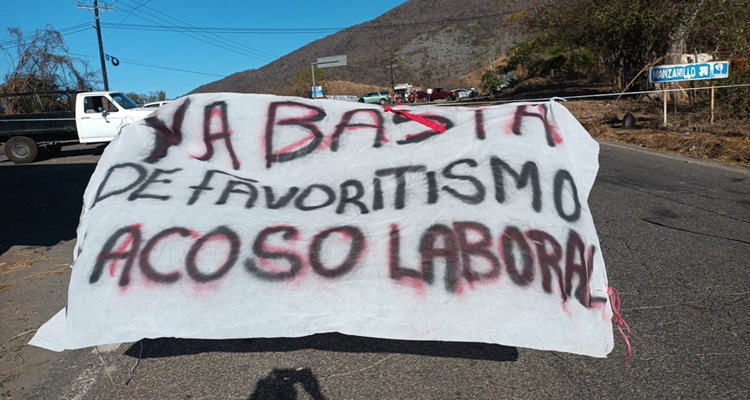 YA BASTA
DE fAVORITiSMO
ACOSO LABORAL
MANZANILLO